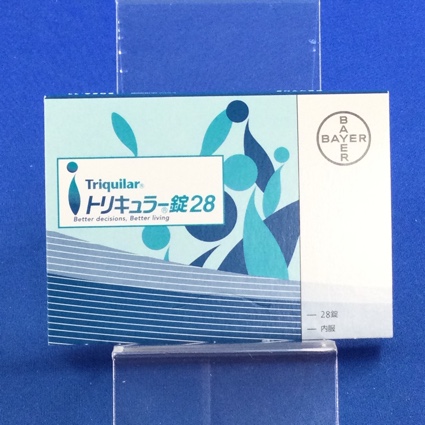 Triquilar®
トリキュラー®錠28
Better decisions, Better living
BAYER
BAYER
28錠
内服